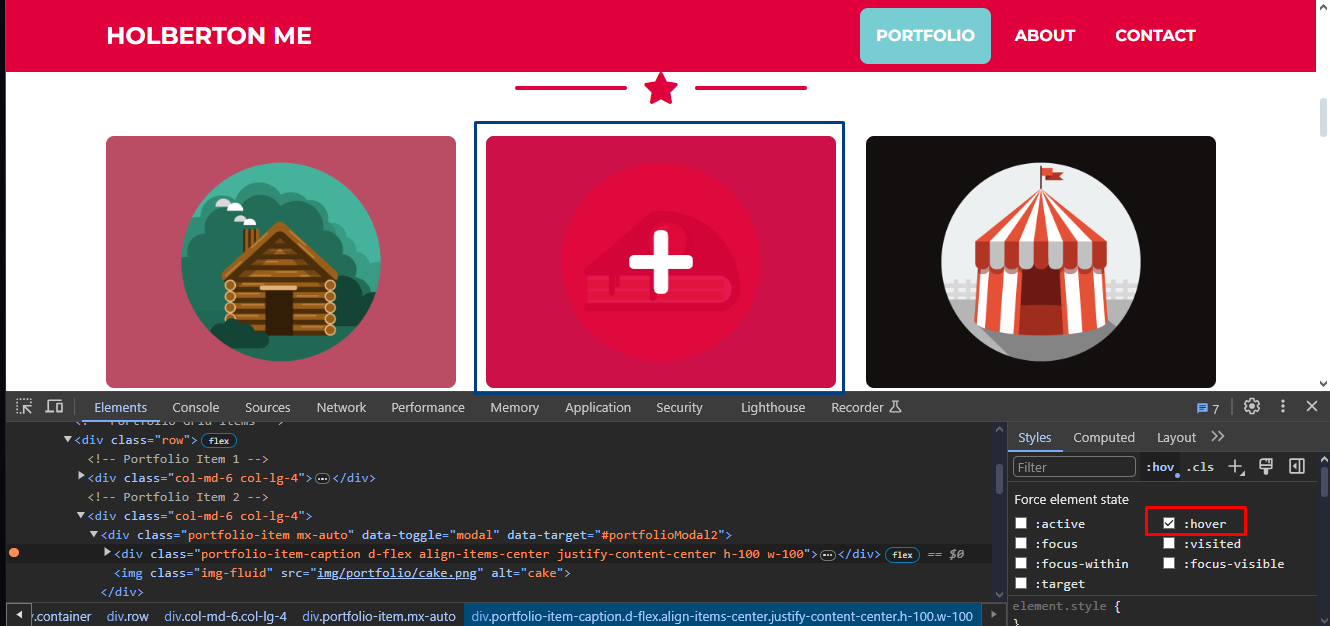 HOLBERTON ME
PORTFOLIO ABOUT CONTACT
Elements Console Sources Network Performance Memory Application Security Lighthouse Recorder 7
<!-- Portfolio Grid Items -->
<div class="row"> flex
<!-- Portfolio Item 1 -->
<div class="col-md-6 col-lg-4"> </div>
<!-- Portfolio Item 2 -->
<div class="col-md-6 col-lg-4">
<div class="portfolio-item mx-auto" data-toggle="modal" data-target="#portfolioModal2">
<div class="portfolio-item-caption d-flex align-items-center justify-content-center h-100 w-100"> </div> flex == $0
<img class="img-fluid" src="img/portfolio/cake.png" alt="cake">
</div>
.container div.row div.col-md-6.col-lg-4 div.portfolio-item.mx-auto div.portfolio-item-caption.d-flex.align-items-center.justify-content-center.h-100.w-100
Styles Computed Layout
Filter :hov .cls
Force element state
:active :hover
:focus :visited
:focus-within :focus-visible
:target
element.style {
}